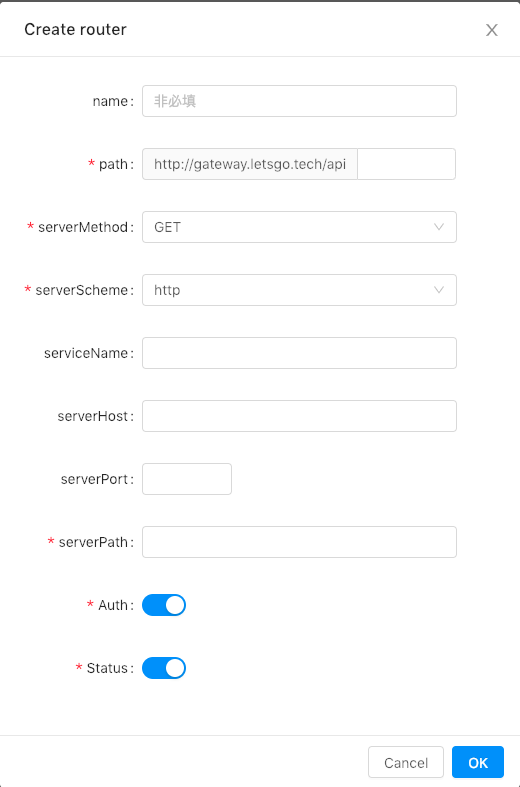 Create router
name:
非必填
* path:
http://gateway.letsgo.tech/api
* serverMethod:
GET
* serverScheme:
http
serviceName:
serverHost:
serverPort:
* serverPath:
* Auth:
* Status:
Cancel
OK